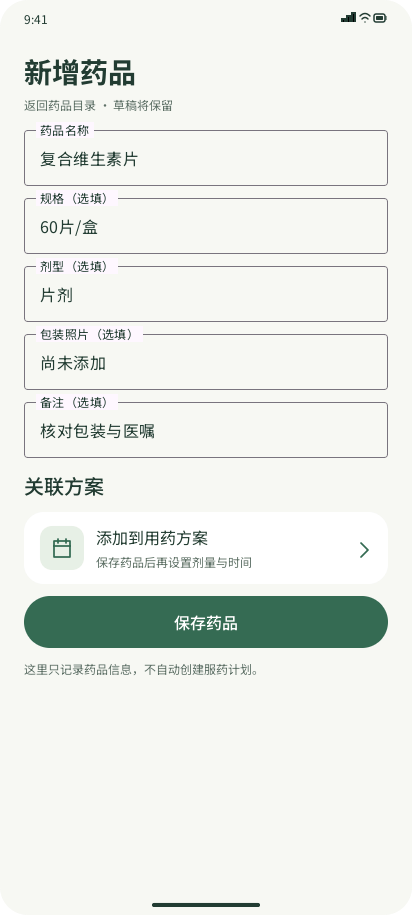 9:41
新增药品
返回药品目录 · 草稿将保留
药品名称
复合维生素片
规格（选填）
60片/盒
剂型（选填）
片剂
包装照片（选填）
尚未添加
备注（选填）
核对包装与医嘱
关联方案
添加到用药方案
保存药品后再设置剂量与时间
保存药品
这里只记录药品信息，不自动创建服药计划。